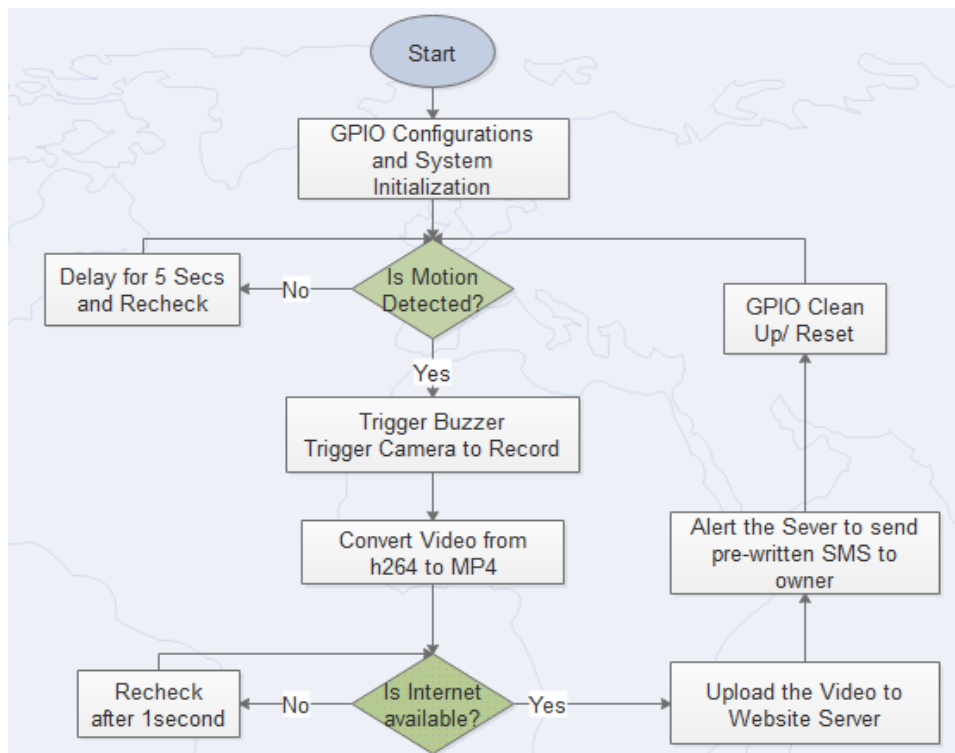 Start
GPIO Configurations
and System
Initialization
Is Motion
Detected?
No
Delay for 5 Secs
and Recheck
Yes
Trigger Buzzer
Trigger Camera to Record
Convert Video from
h264 to MP4
Is Internet
available?
No
Recheck
after 1second
Yes
Upload the Video to
Website Server
Alert the Sever to send
pre-written SMS to
owner
GPIO Clean
Up/ Reset